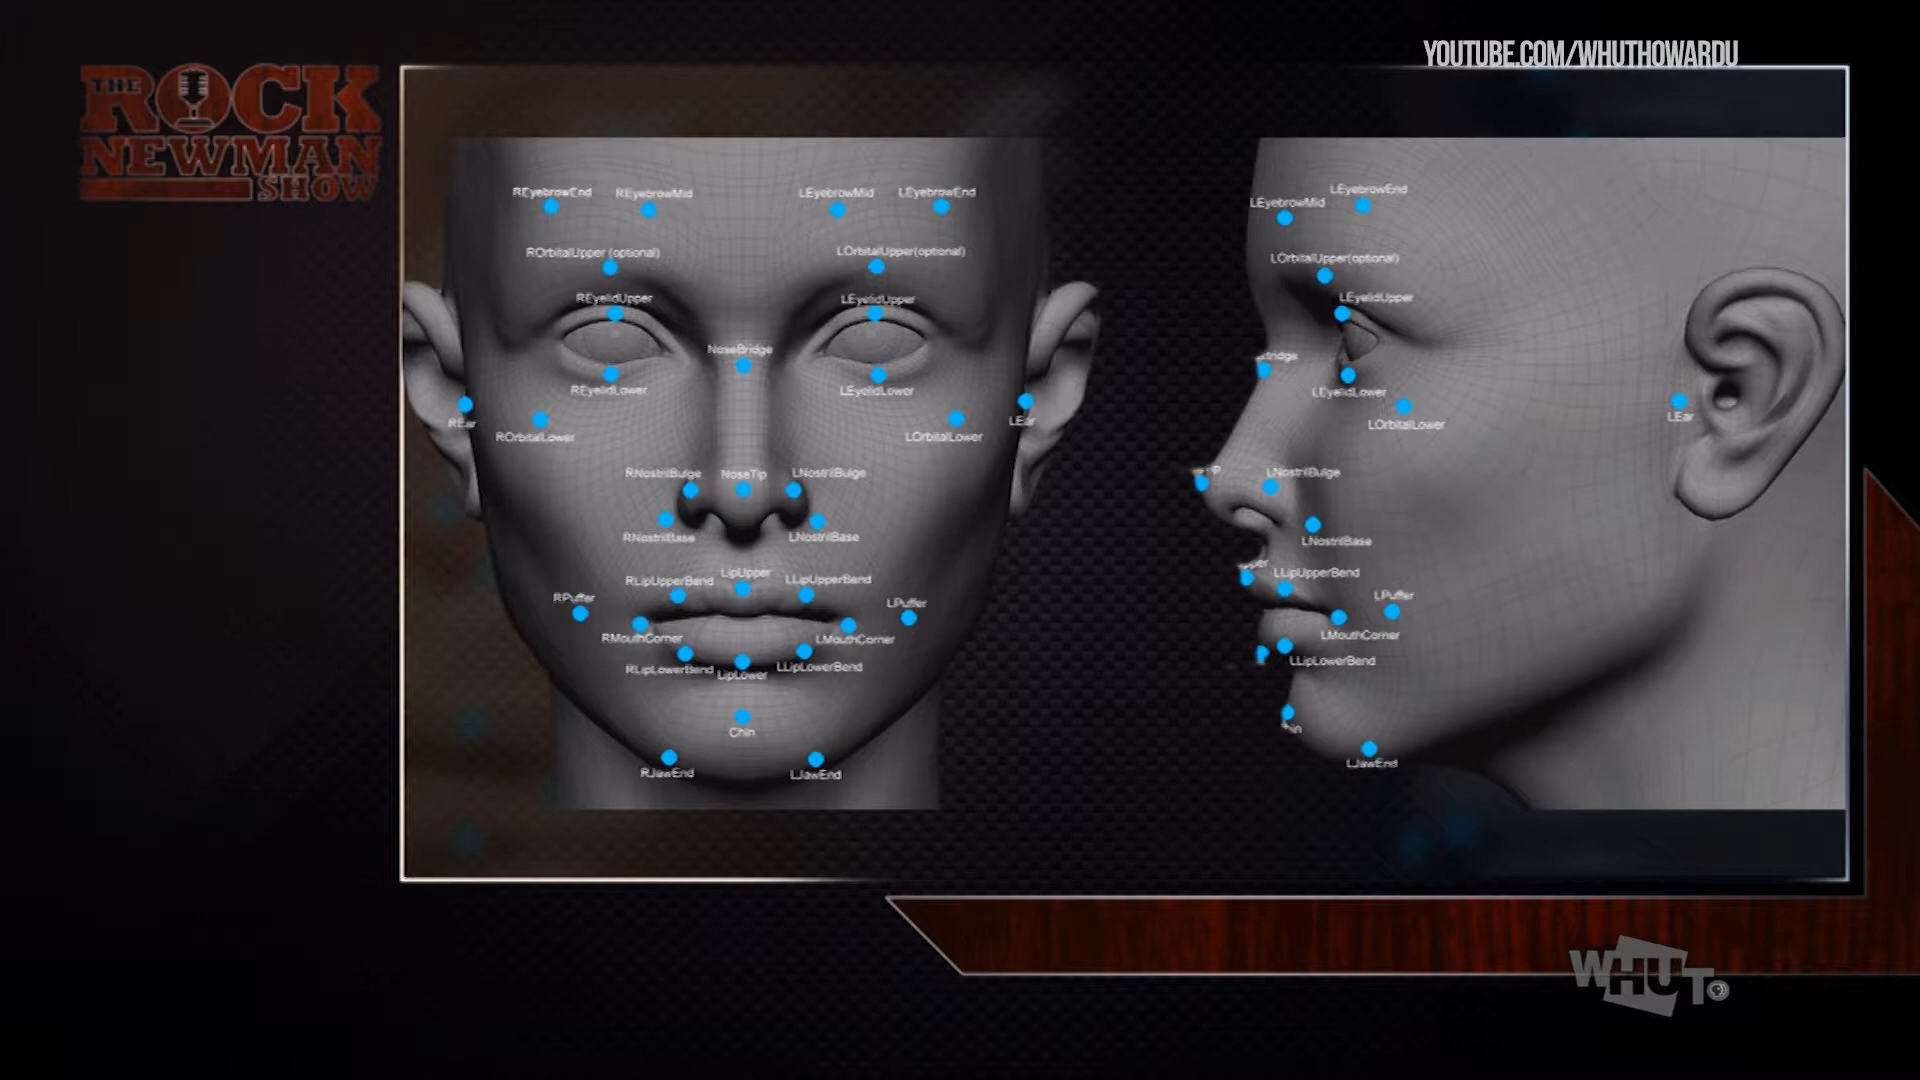 YOUTUBE.COM/WHUTHOWARDU
THE
ROCK
NEWMAN
SHOW
REyebrowEnd
REyebrowMid
LEyebrowMid
LEyebrowEnd
ROrbitalUpper (optional)
LOrbitalUpper(optional)
REyelidUpper
LEyelidUpper
NoseBridge
REyelidLower
LEyelidLower
REar
LEar
ROrbitalLower
LOrbitalLower
RNostrilBulge
NoseTip
LNostrilBulge
RNostrilBase
LNostrilBase
RLipUpperBend
LipUpper
LLipUpperBend
RPuffer
LPuffer
RMouthCorner
LMouthCorner
RLipLowerBend
LipLower
LLipLowerBend
Chin
RJawEnd
LJawEnd
LEyebrowMid
LEyebrowEnd
LOrbitalUpper(optional)
LEyelidUpper
LEyelidLower
LOrbitalLower
LEar
LNostrilBulge
LNostrilBase
LLipUpperBend
LPuffer
LMouthCorner
LLipLowerBend
LJawEnd
WHUT